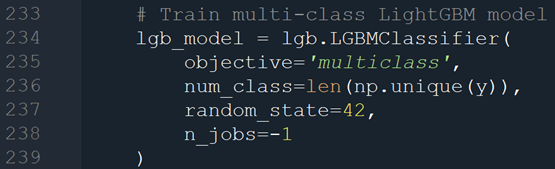 233 # Train multi-class LightGBM model
234 lgb_model = lgb.LGBMClassifier(
235 objective='multiclass',
236 num_class=len(np.unique(y)),
237 random_state=42,
238 n_jobs=-1
239 )